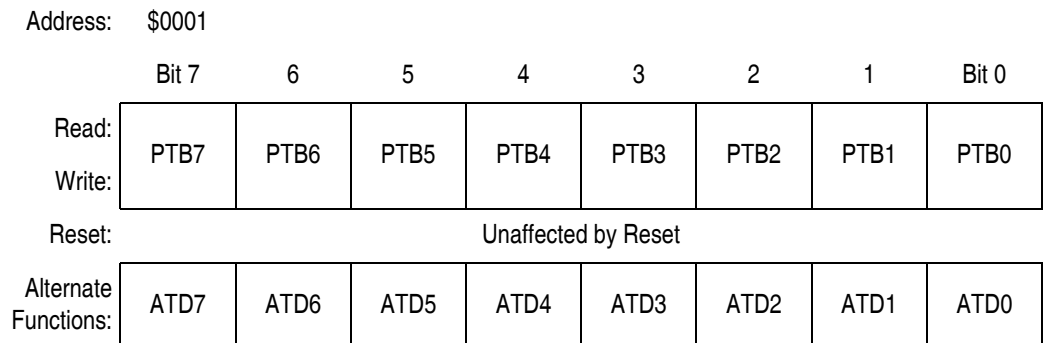 Address: $0001
Bit 7 6 5 4 3 2 1 Bit 0
Read:
PTB7 PTB6 PTB5 PTB4 PTB3 PTB2 PTB1 PTB0
Write:
Reset: Unaffected by Reset
Alternate
Functions: ATD7 ATD6 ATD5 ATD4 ATD3 ATD2 ATD1 ATD0